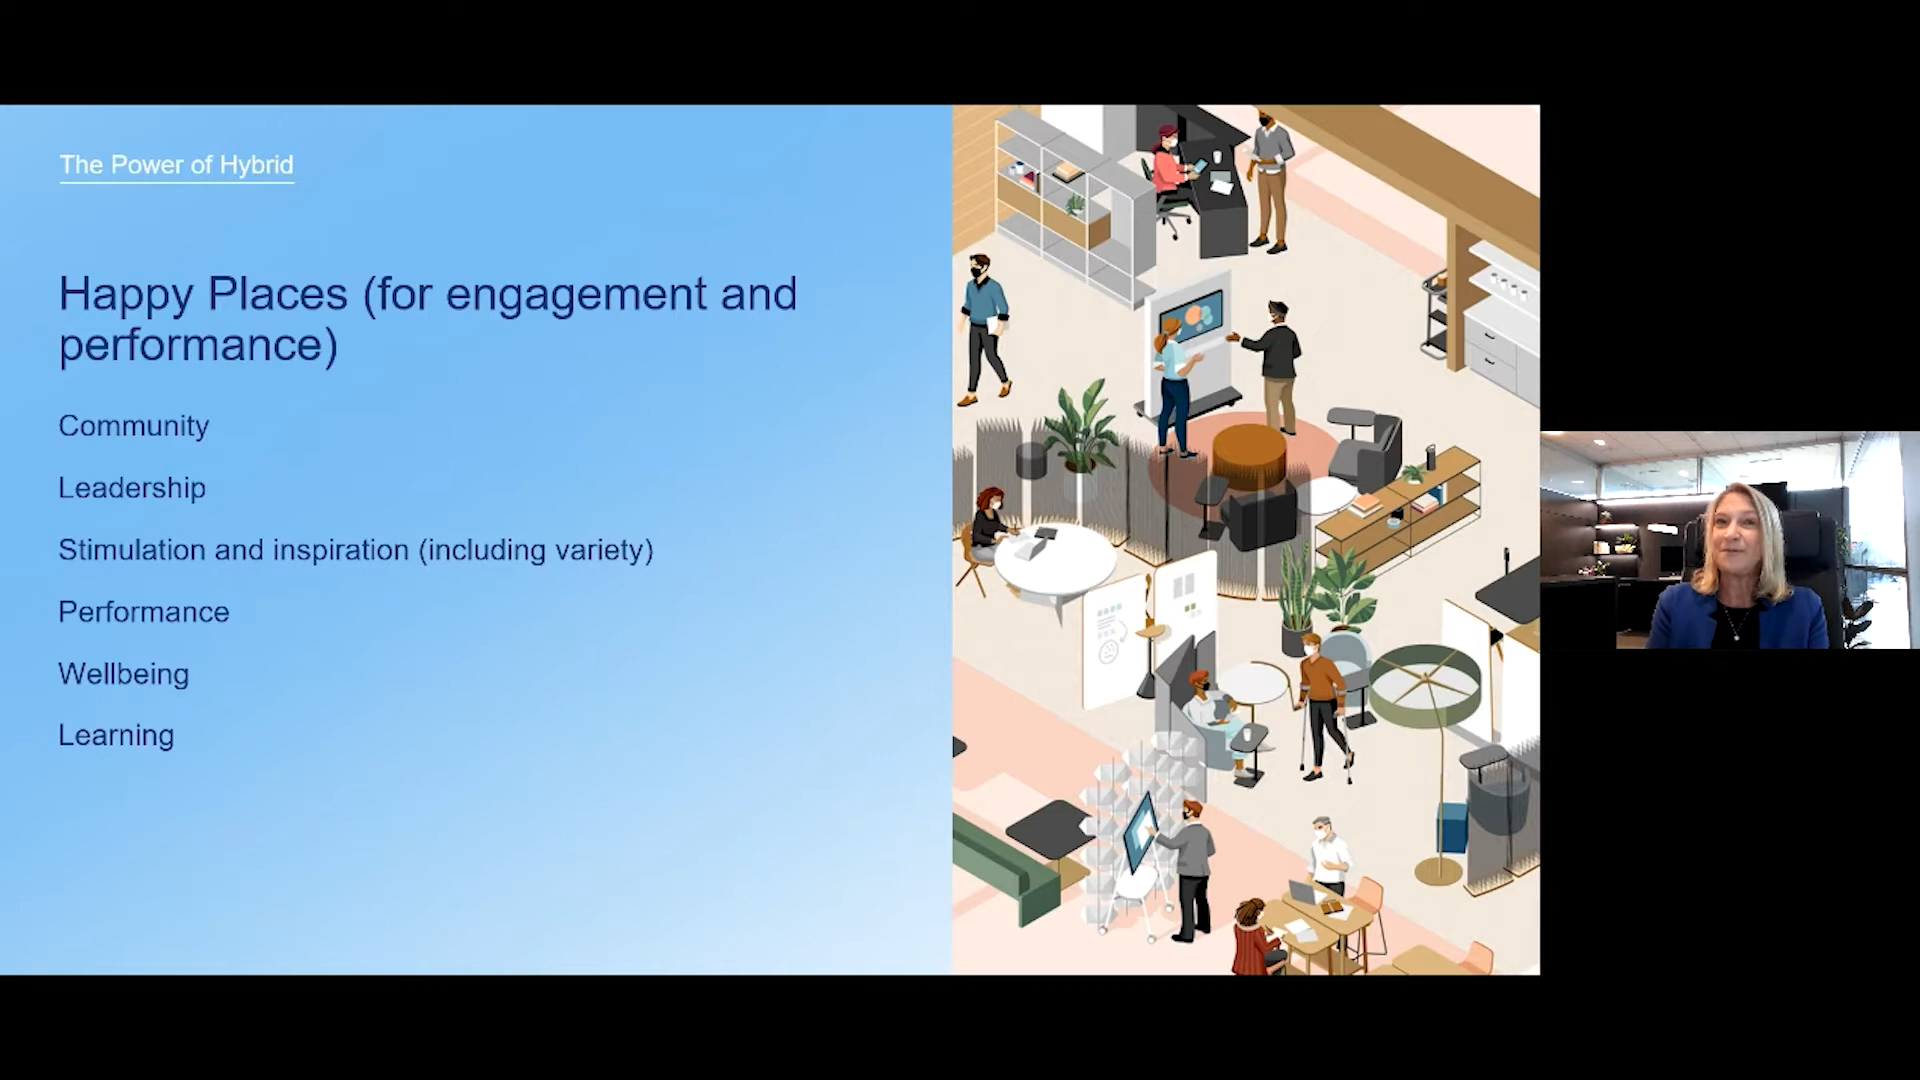 The Power of Hybrid
Happy Places (for engagement and
performance)
Community
Leadership
Stimulation and inspiration (including variety)
Performance
Wellbeing
Learning